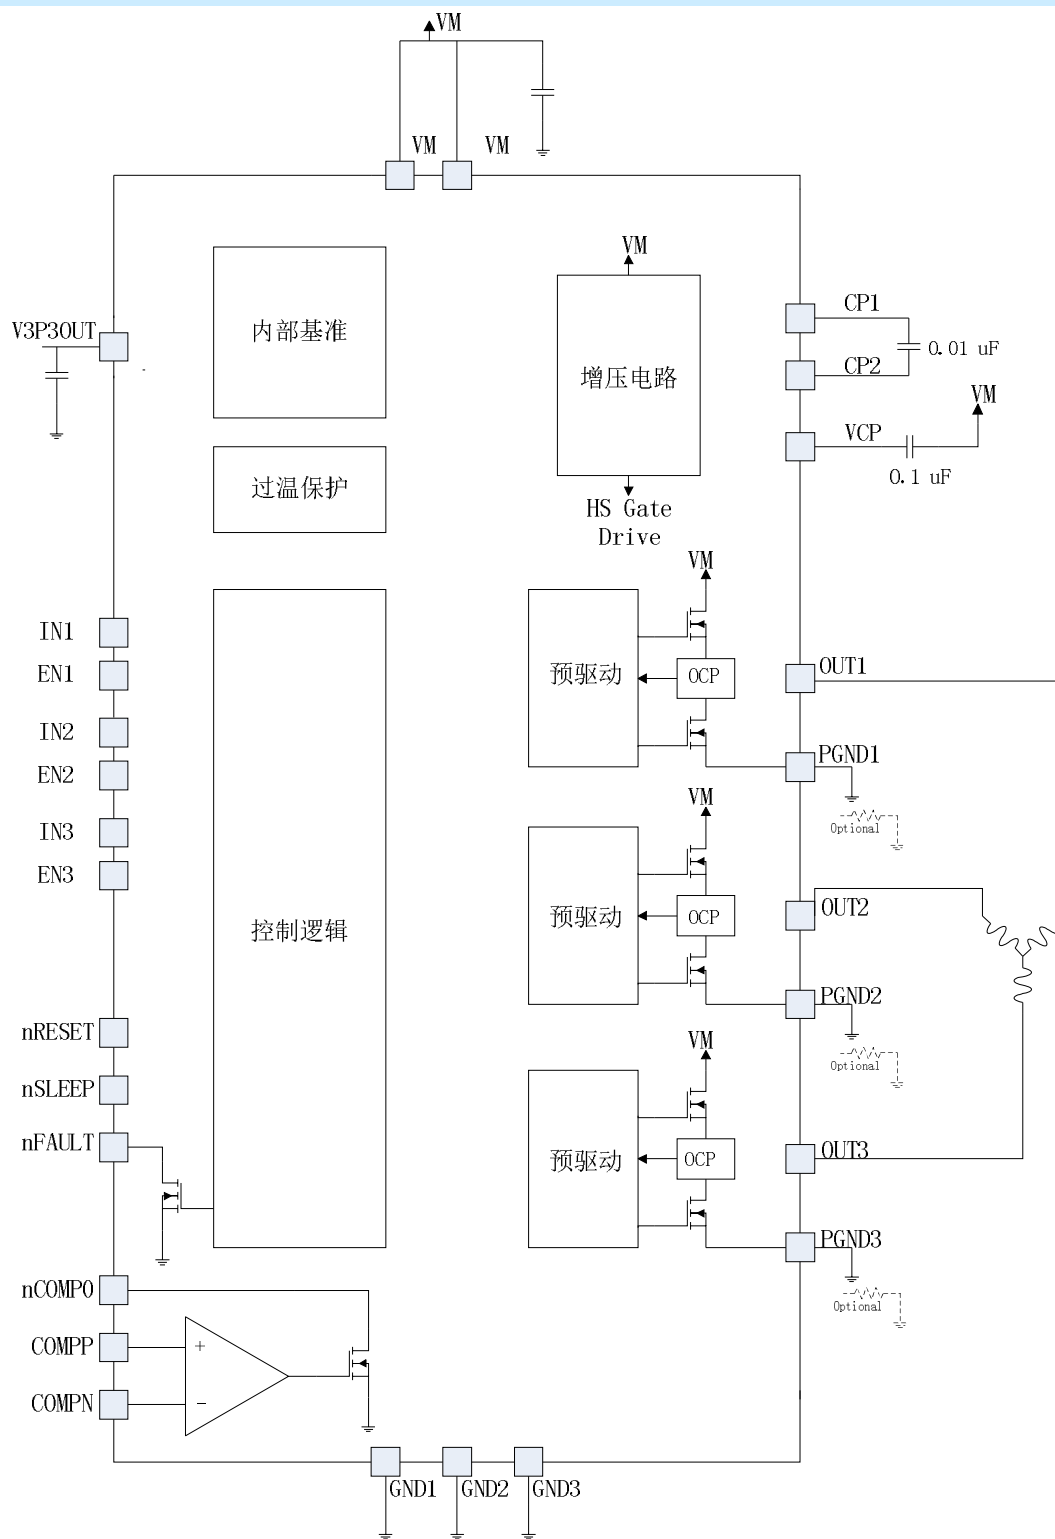 VM
VM
VM
VM
内部基准
V3P3OUT
增压电路
CP1
0.01 uF
CP2
VM
VCP
0.1 uF
过温保护
HS Gate
Drive
VM
IN1
EN1
IN2
EN2
IN3
EN3
预驱动
OCP
OUT1
PGND1
Optional
VM
控制逻辑
预驱动
OCP
OUT2
PGND2
Optional
VM
nRESET
nSLEEP
nFAULT
预驱动
OCP
OUT3
PGND3
Optional
nCOMPO
COMPP
+
COMPN
−
GND1
GND2
GND3